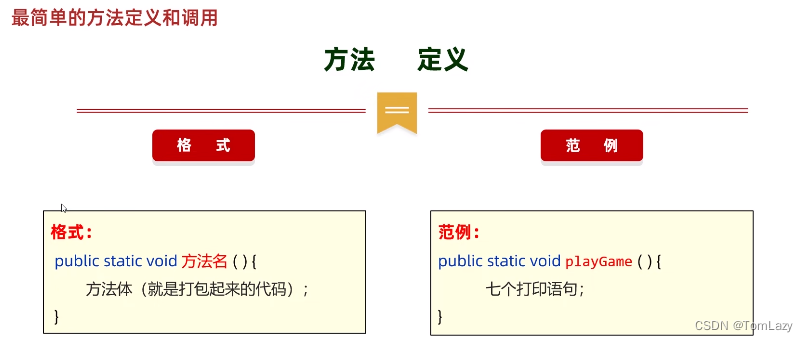 最简单的方法定义和调用
方法 定义
格 式
范 例
格式：
public static void 方法名 ( ) {
方法体（就是打包起来的代码）；
}
范例：
public static void playGame ( ) {
七个打印语句；
}
CSDN @TomLazy